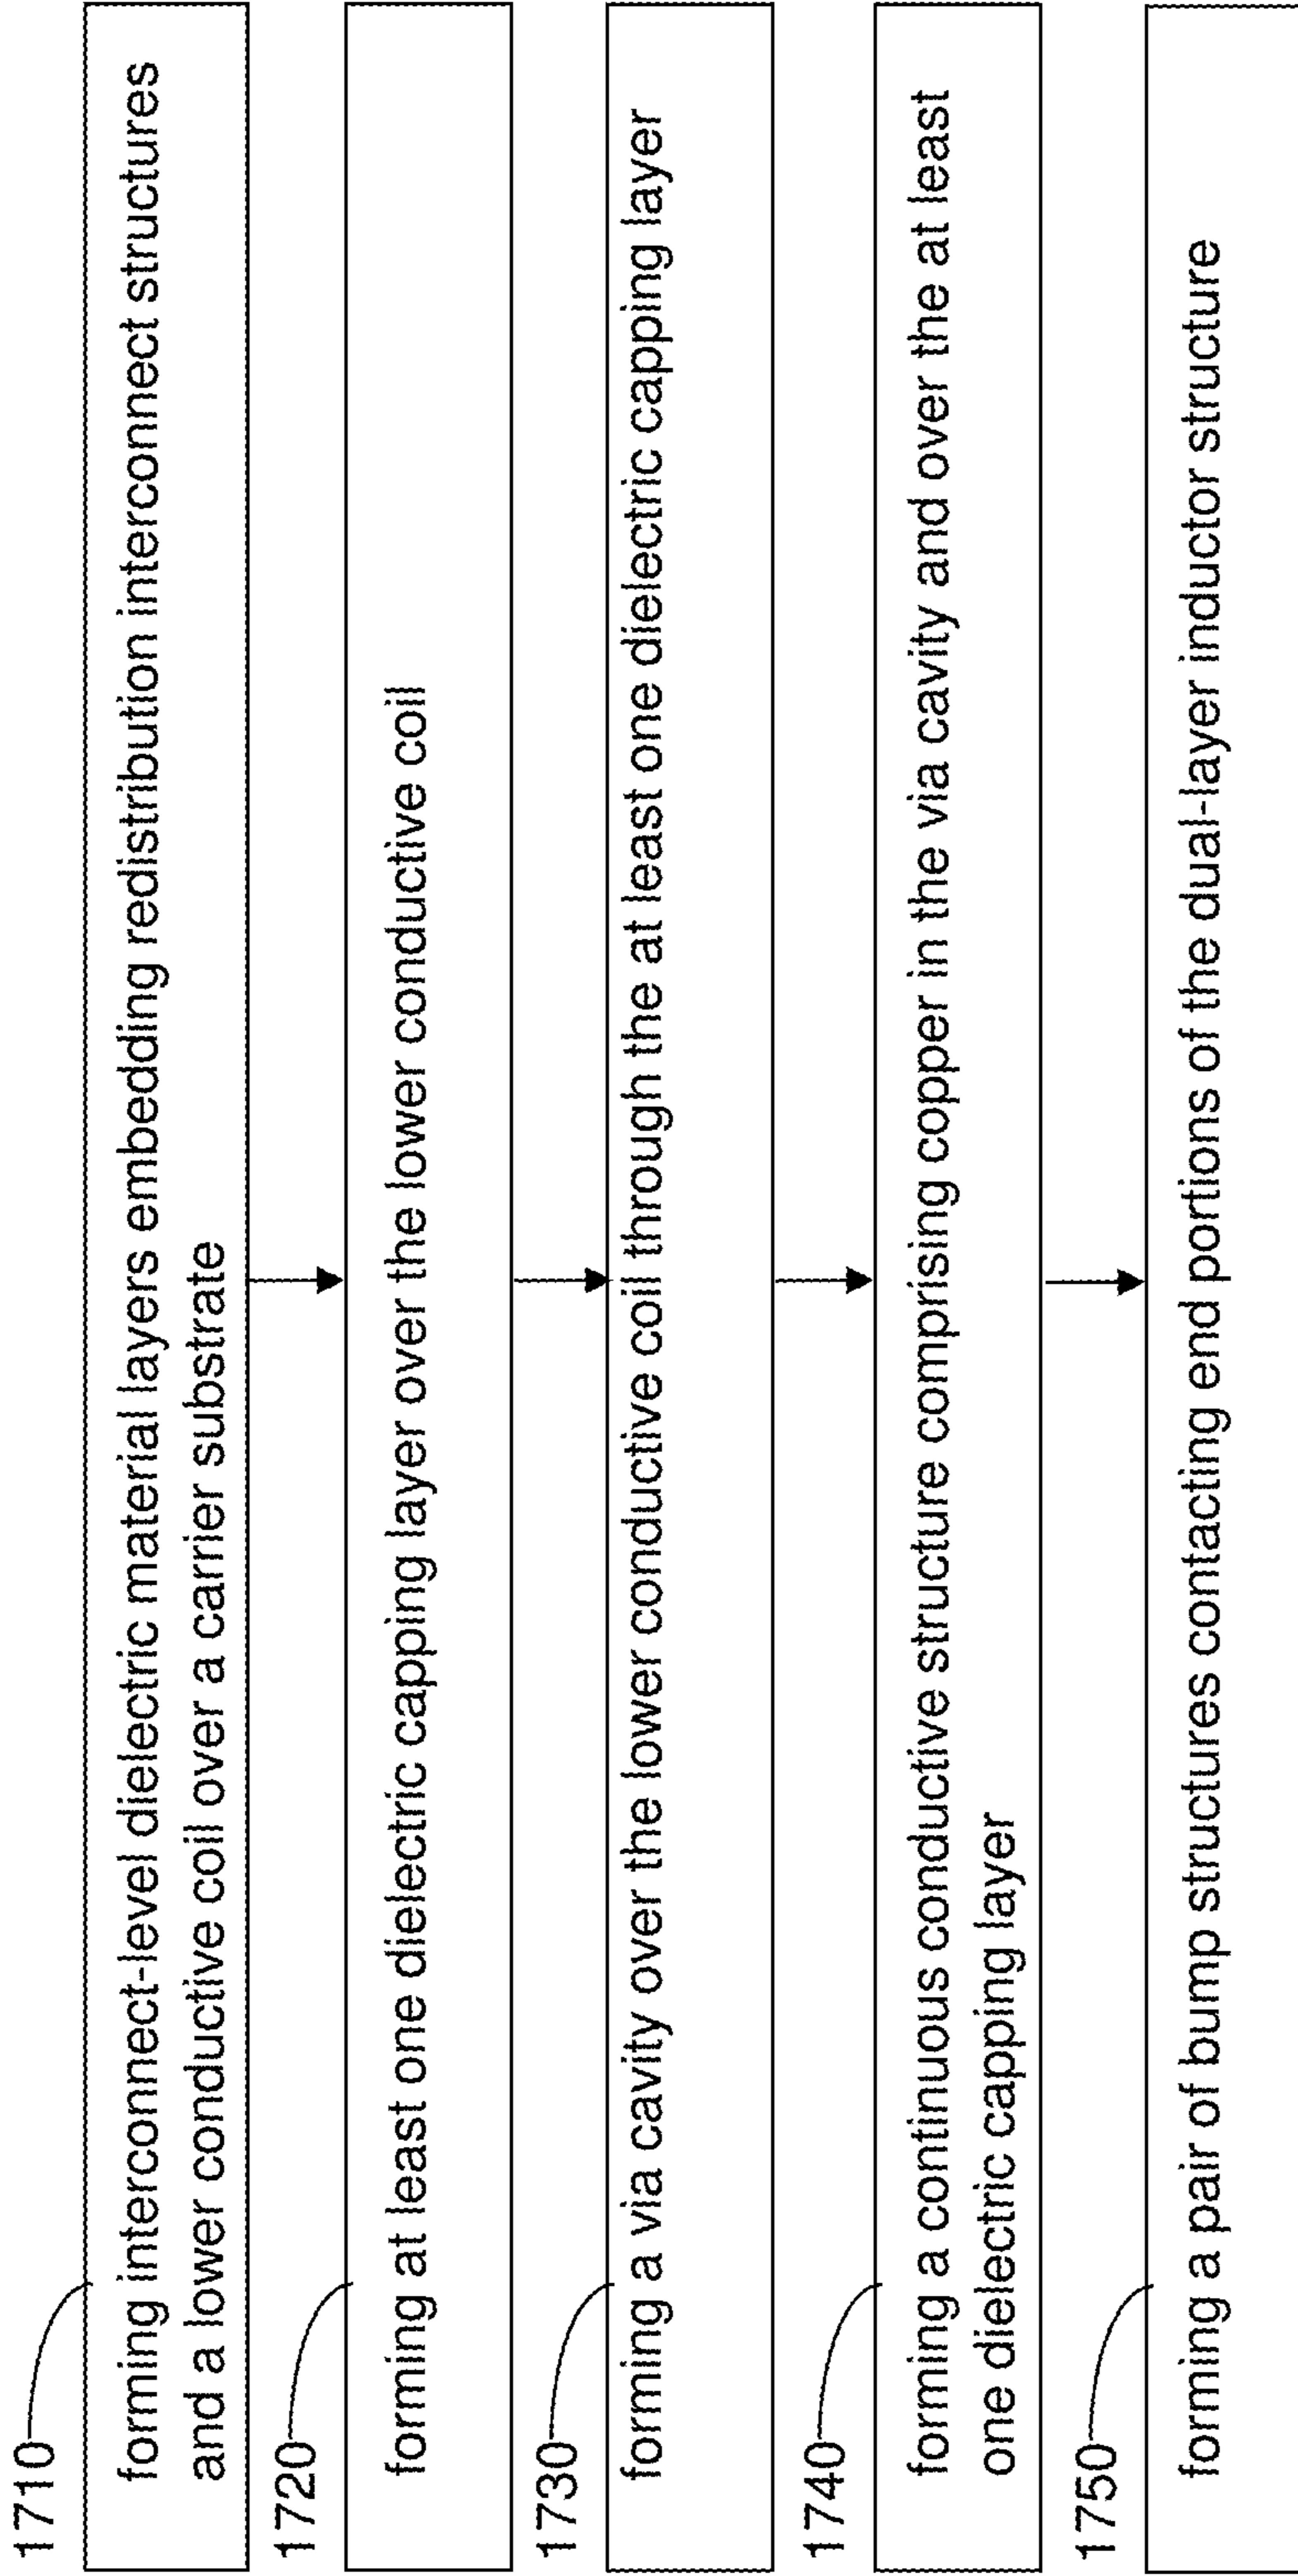 1710
forming interconnect-level dielectric material layers embedding redistribution interconnect structures
and a lower conductive coil over a carrier substrate
1720
forming at least one dielectric capping layer over the lower conductive coil
1730
forming a via cavity over the lower conductive coil through the at least one dielectric capping layer
1740
forming a continuous conductive structure comprising copper in the via cavity and over the at least
one dielectric capping layer
1750
forming a pair of bump structures contacting end portions of the dual-layer inductor structure